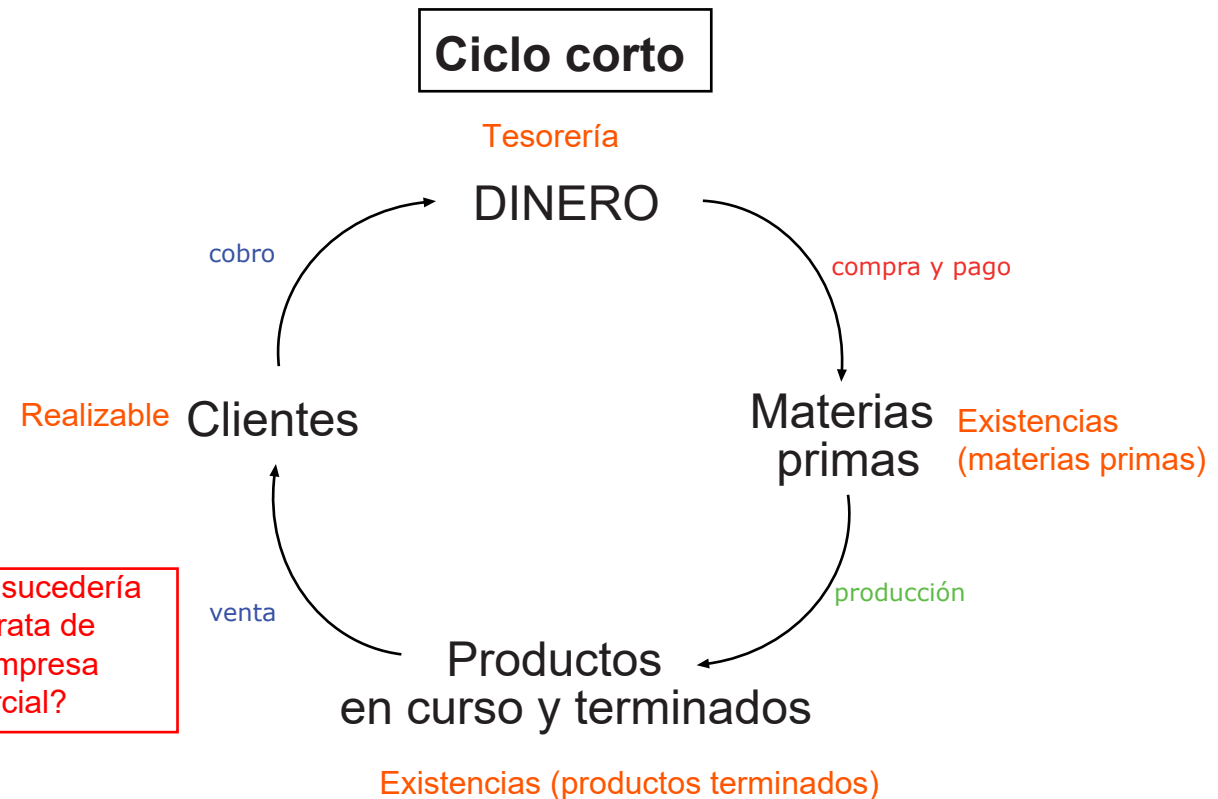 Ciclo corto
Tesorería
DINERO
cobro
compra y pago
Realizable
Clientes
Materias
primas
Existencias
(materias primas)
sucedería
rata de
mpresa
rcial?
venta
producción
Productos
en curso y terminados
Existencias (productos terminados)